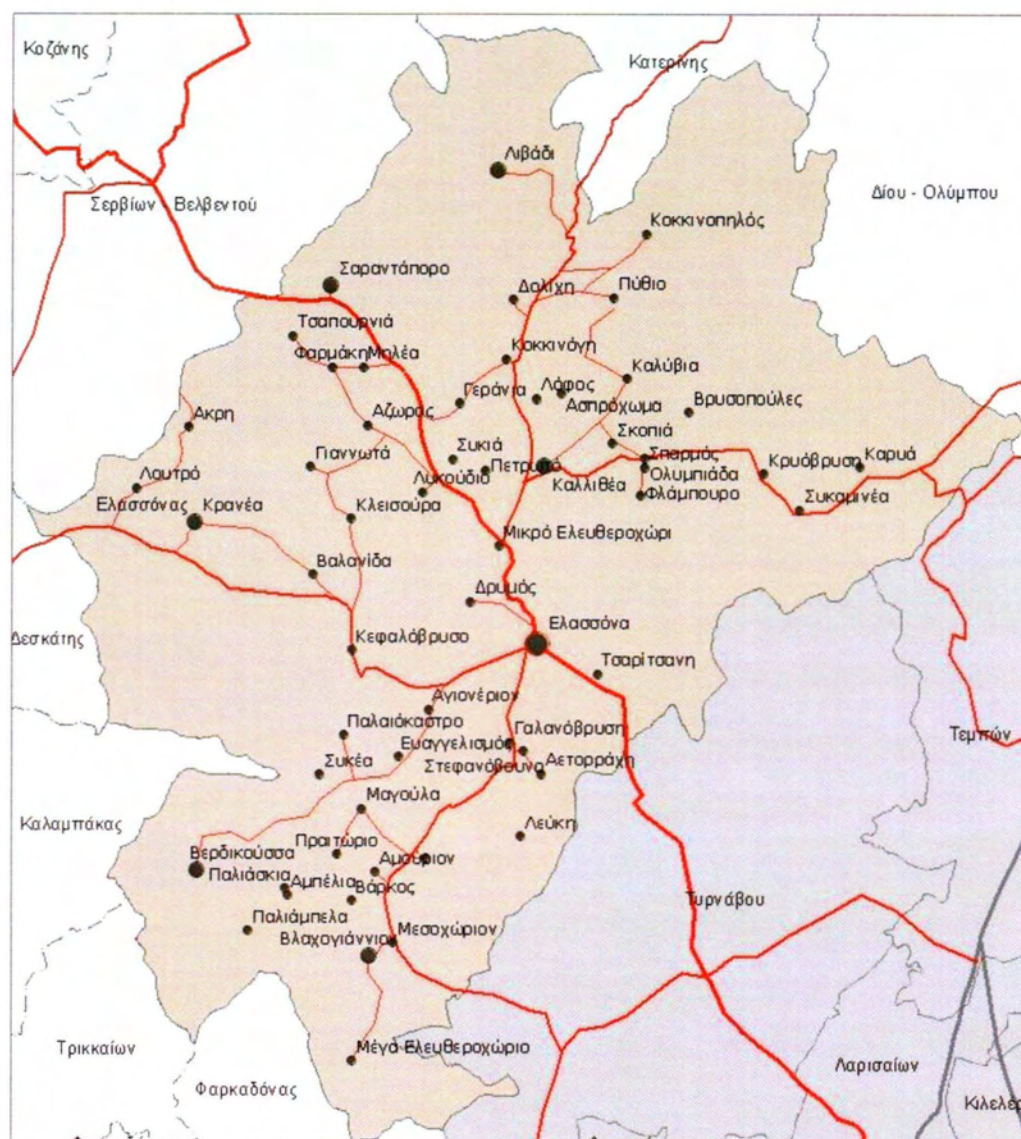 Κοζάνης
Κατερίνης
Λιβάδι
Δίου - Ολύμπου
Σερβίων - Βελβεντού
Κοκκινοπηλός
Σαραντάπορο
Δολίχη
Πύθιο
Τσαπουρνιά
Κοκκινόγη
Φαρμάκη
Μηλέα
Καλύβια
Γεράνια
Λόφος
Ασπρόχωμα
Βρυσοπούλες
Ακρη
Αζωρος
Σκοπιά
Γιαννωτά
Συκιά
Πετρωτό
Σπαρμός
Καρυά
Λουτρό
Λυκούδιο
Καλλιθέα
Ολυμπιάδα
Κρυόβρυση
Ελασσόνας
Κρανέα
Φλάμπουρο
Συκαμινέα
Κλεισούρα
Μικρό Ελευθεροχώρι
Βαλανίδα
Δρυμός
Ελασσόνα
Δεσκάτης
Κεφαλόβρυσο
Τσαρίτσανη
Αγιονέριον
Παλαιόκαστρο
Γαλανόβρυση
Τεμπών
Ευαγγελισμός
Συκέα
Στεφανόβουνο
Αετορράχη
Μαγούλα
Καλαμπάκας
Λεύκη
Πραιτώριο
Βερδικούσσα
Αμούριον
Παλιάσκια
Αμπέλια
Βάρκος
Τυρνάβου
Παλιάμπελα
Μεσοχώριον
Βλαχογιάννιον
Τρικκαίων
Μέγα Ελευθεροχώριο
Λαρισαίων
Φαρκαδόνας
Κιλελέρ